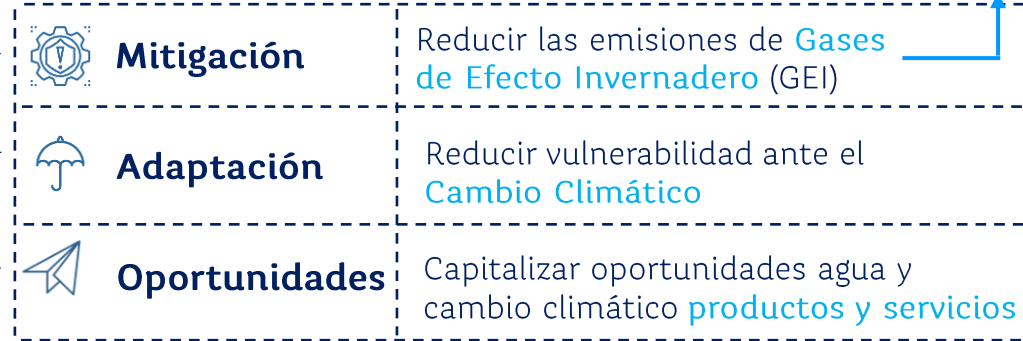 Mitigación
Reducir las emisiones de Gases
de Efecto Invernadero (GEI)
Adaptación
Reducir vulnerabilidad ante el
Cambio Climático
Oportunidades
Capitalizar oportunidades agua y
cambio climático productos y servicios